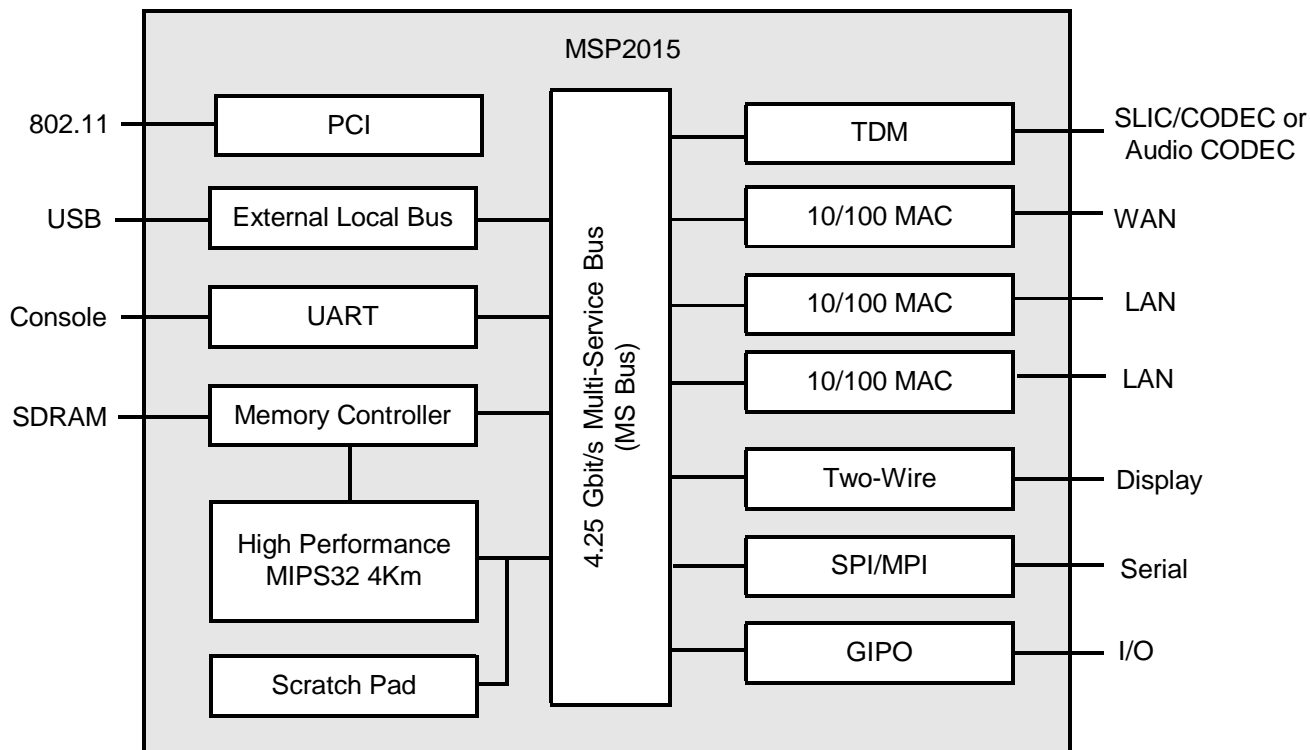 MSP2015
802.11
PCI
USB
External Local Bus
Console
UART
SDRAM
Memory Controller
High Performance
MIPS32 4Km
Scratch Pad
4.25 Gbit/s Multi-Service Bus
(MS Bus)
TDM
SLIC/CODEC or
Audio CODEC
10/100 MAC
WAN
10/100 MAC
LAN
10/100 MAC
LAN
Two-Wire
Display
SPI/MPI
Serial
GIPO
I/O